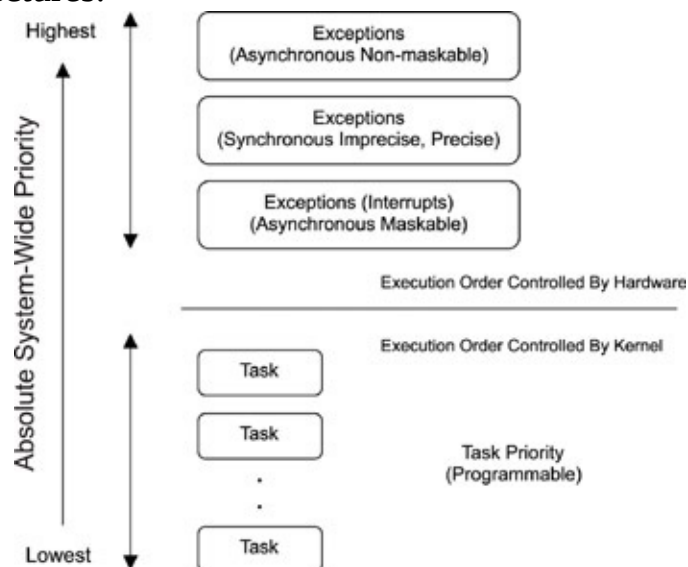 Highest
Exceptions
(Asynchronous Non-maskable)
Exceptions
(Synchronous Imprecise, Precise)
Exceptions (Interrupts)
(Asynchronous Maskable)
Execution Order Controlled By Hardware
Absolute System-Wide Priority
Execution Order Controlled By Kernel
Task
Task
.
.
Task
Task Priority
(Programmable)
Lowest